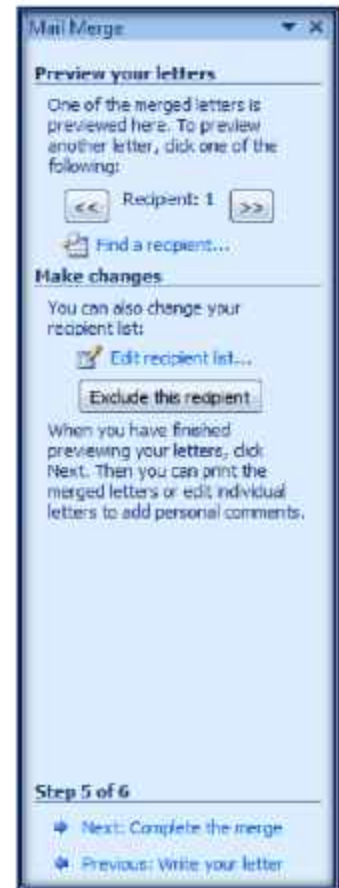 Mail Merge
Preview your letters
One of the merged letters is
previewed here. To preview
another letter, click one of the
following:
<< Recipient: 1 >>
Find a recipient...
Make changes
You can also change your
recipient list:
Edit recipient list...
Exclude this recipient
When you have finished
previewing your letters, click
Next. Then you can print the
merged letters or edit individual
letters to add personal comments.
Step 5 of 6
Next: Complete the merge
Previous: Write your letter